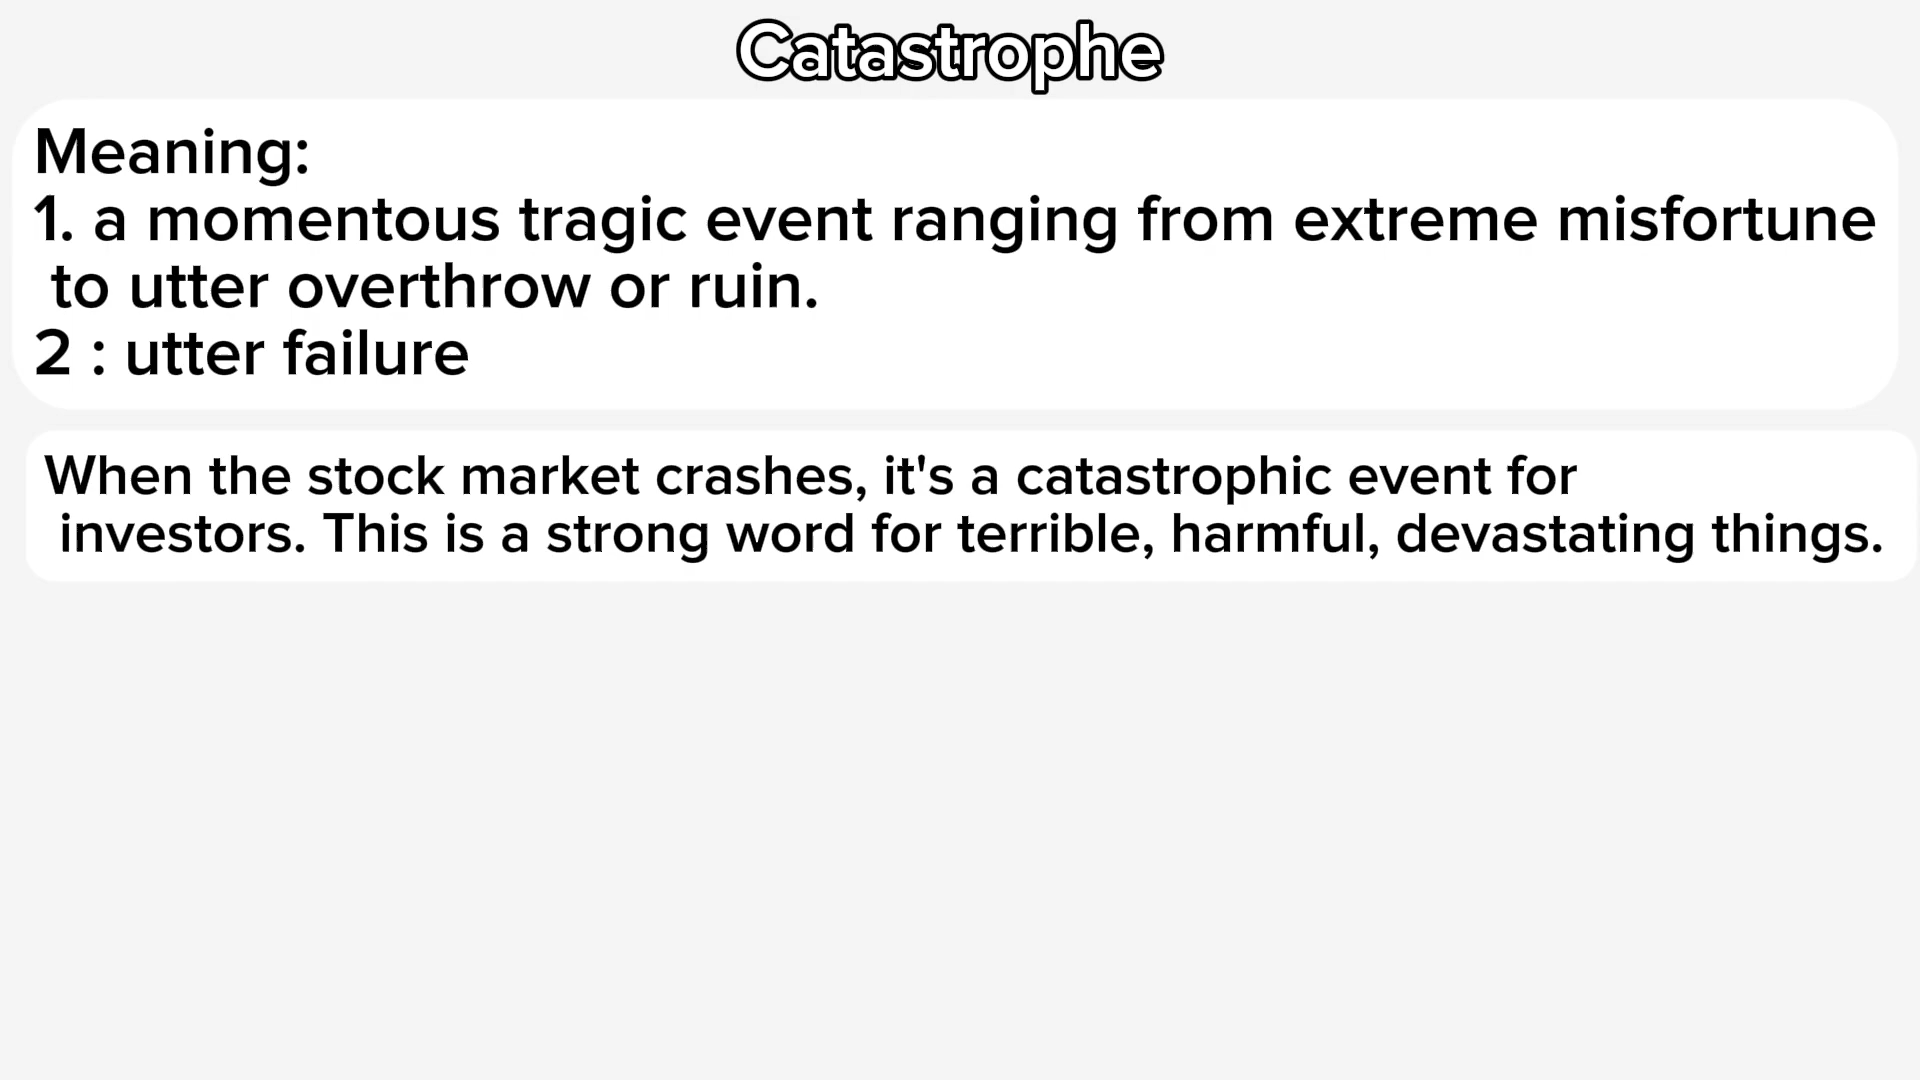 Catastrophe
Meaning:
1. a momentous tragic event ranging from extreme misfortune
to utter overthrow or ruin.
2 : utter failure
When the stock market crashes, it's a catastrophic event for
investors. This is a strong word for terrible, harmful, devastating things.